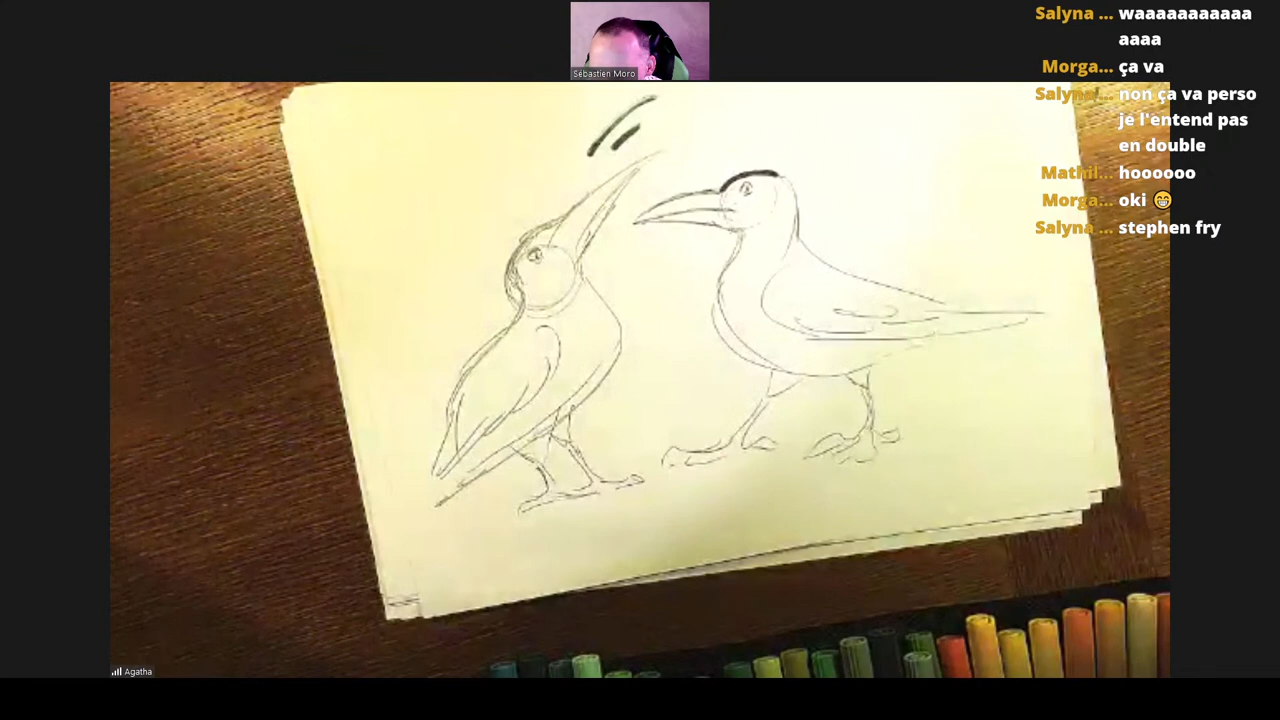 Sébastien Moro
Salyna ... waaaaaaaaaaa
aaaa
Morga... ça va
Salyna ... non ça va perso
je l'entend pas
en double
Mathil... hoooooo
Morga... oki 😁
Salyna ... stephen fry
Agatha